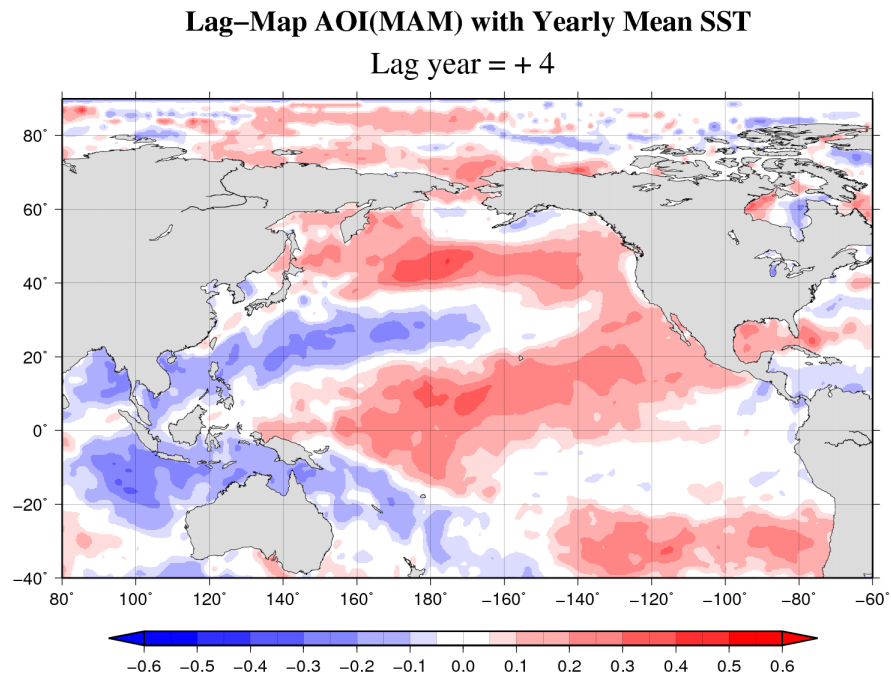 Lag−Map AOI(MAM) with Yearly Mean SST
Lag year = + 4
80˚
60˚
40˚
20˚
0˚
−20˚
−40˚
80˚ 100˚ 120˚ 140˚ 160˚ 180˚ −160˚ −140˚ −120˚ −100˚ −80˚ −60˚
−0.6 −0.5 −0.4 −0.3 −0.2 −0.1 0.0 0.1 0.2 0.3 0.4 0.5 0.6